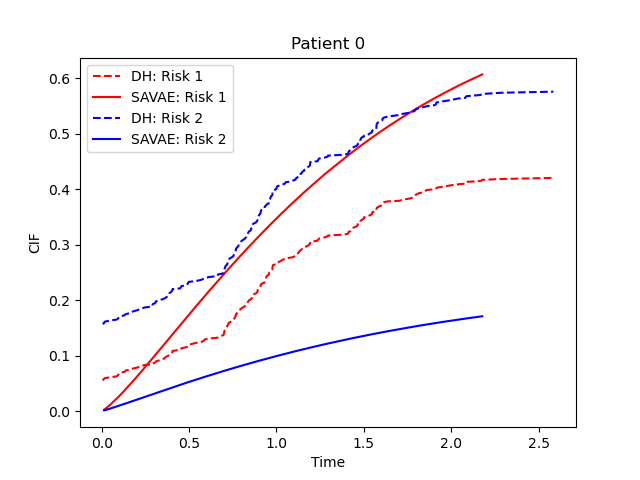 Patient 0
DH: Risk 1
SAVAE: Risk 1
DH: Risk 2
SAVAE: Risk 2
CIF
0.6
0.5
0.4
0.3
0.2
0.1
0.0
0.0 0.5 1.0 1.5 2.0 2.5
Time